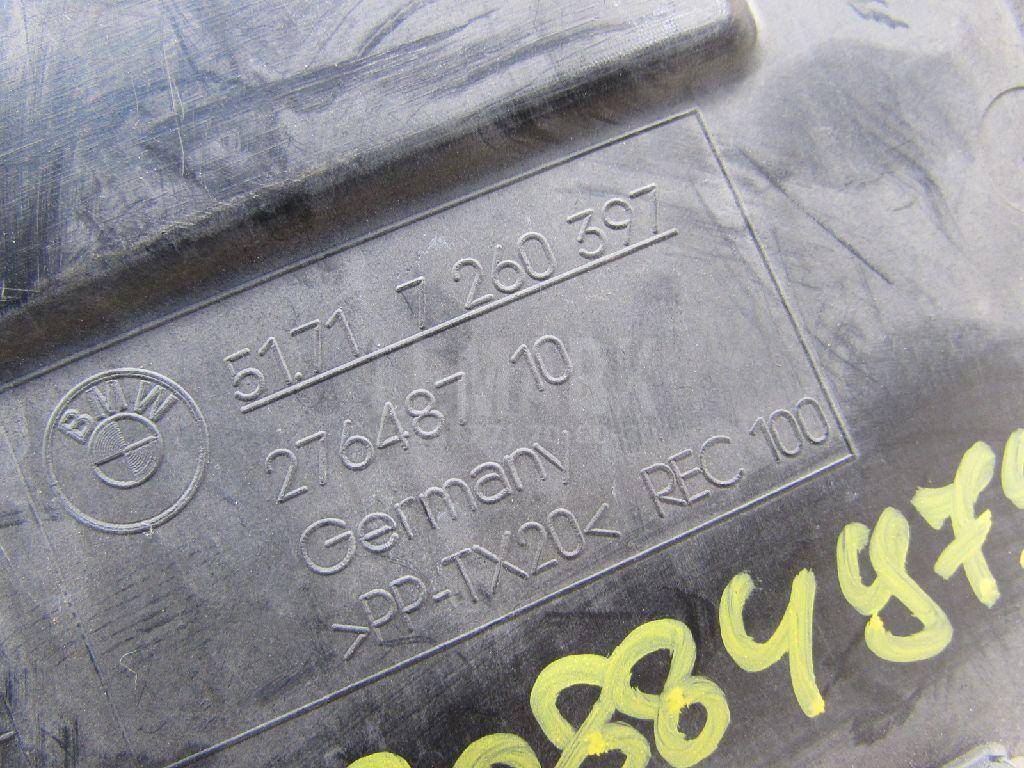 BMW
51.71 7 260 397
276487 10
Germany
>PP-TX20< REC 100